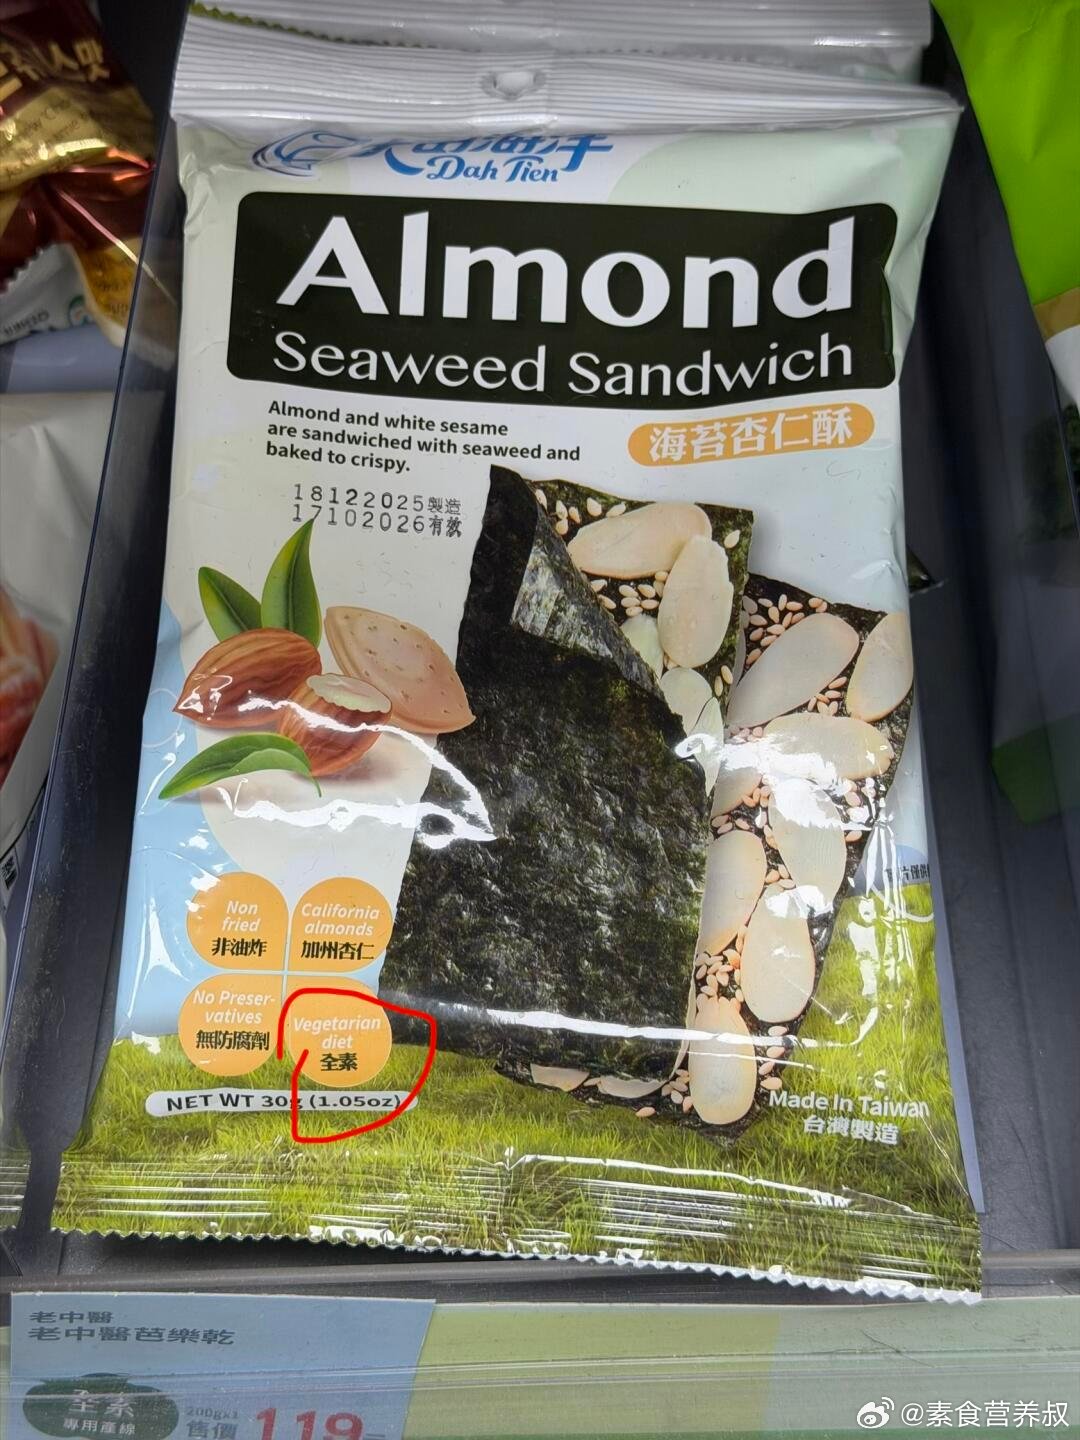 Dah Tien
Almond
Seaweed Sandwich
Almond and white sesame
are sandwiched with seaweed and
baked to crispy.
海苔杏仁酥
18122025製造
17102026有效
Non
fried
非油炸
California
almonds
加州杏仁
No Preser-
vatives
無防腐劑
Vegetarian
diet
全素
NET WT 30g (1.05oz)
Made In Taiwan
台灣製造
老中醫
老中醫芭樂乾
全素
專用產線
200gx1
售價
119
@素食营养叔